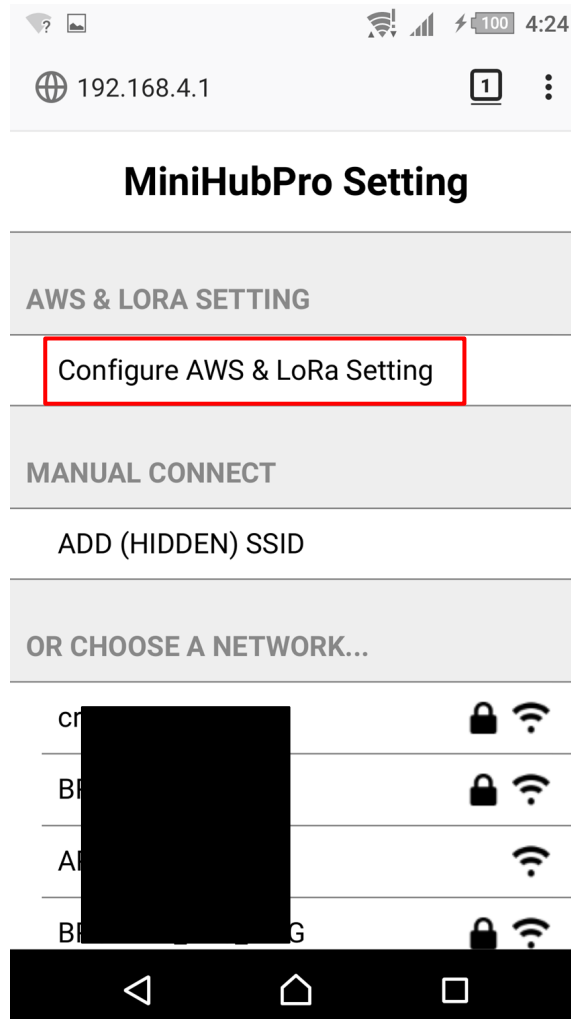 100 4:24
192.168.4.1
1
MiniHubPro Setting
AWS & LORA SETTING
Configure AWS & LoRa Setting
MANUAL CONNECT
ADD (HIDDEN) SSID
OR CHOOSE A NETWORK...